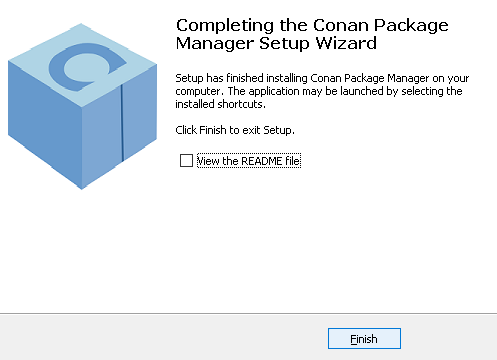 Completing the Conan Package
Manager Setup Wizard
Setup has finished installing Conan Package Manager on your
computer. The application may be launched by selecting the
installed shortcuts.
Click Finish to exit Setup.
View the README file
Finish